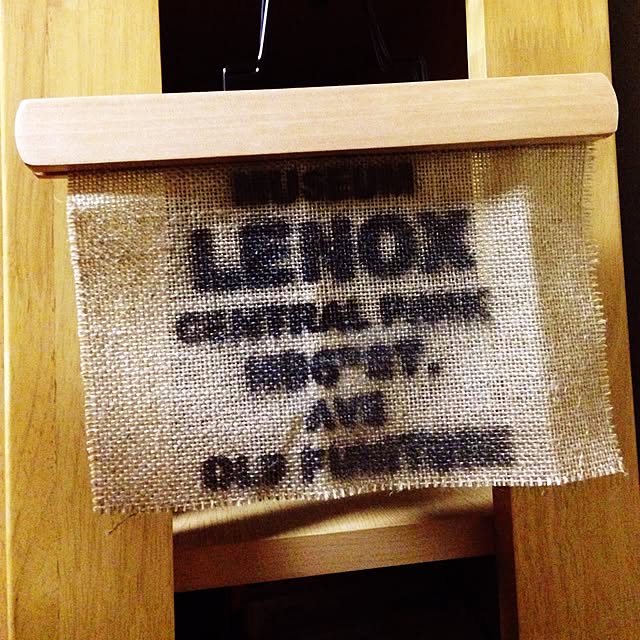 MUSEUM
LENOX
CENTRAL PARK
ST.
AVE
OLD FURNITURE